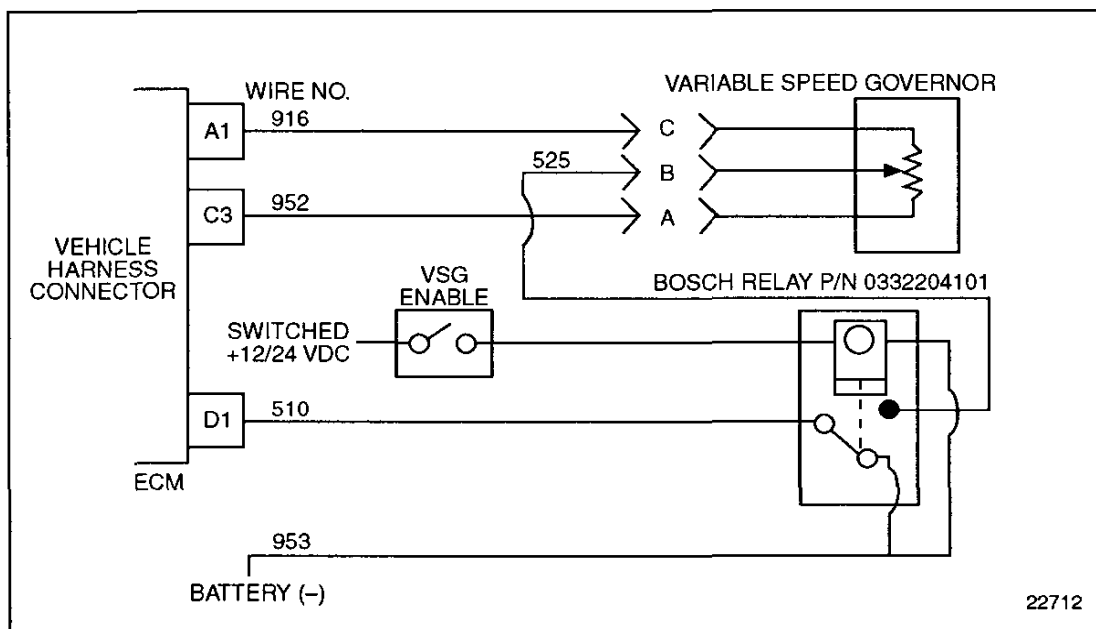 WIRE NO.
VARIABLE SPEED GOVERNOR
A1
916
C
525
B
C3
952
A
VEHICLE
HARNESS
CONNECTOR
VSG
ENABLE
BOSCH RELAY P/N 0332204101
SWITCHED
+12/24 VDC
D1
510
ECM
953
BATTERY (–)
22712